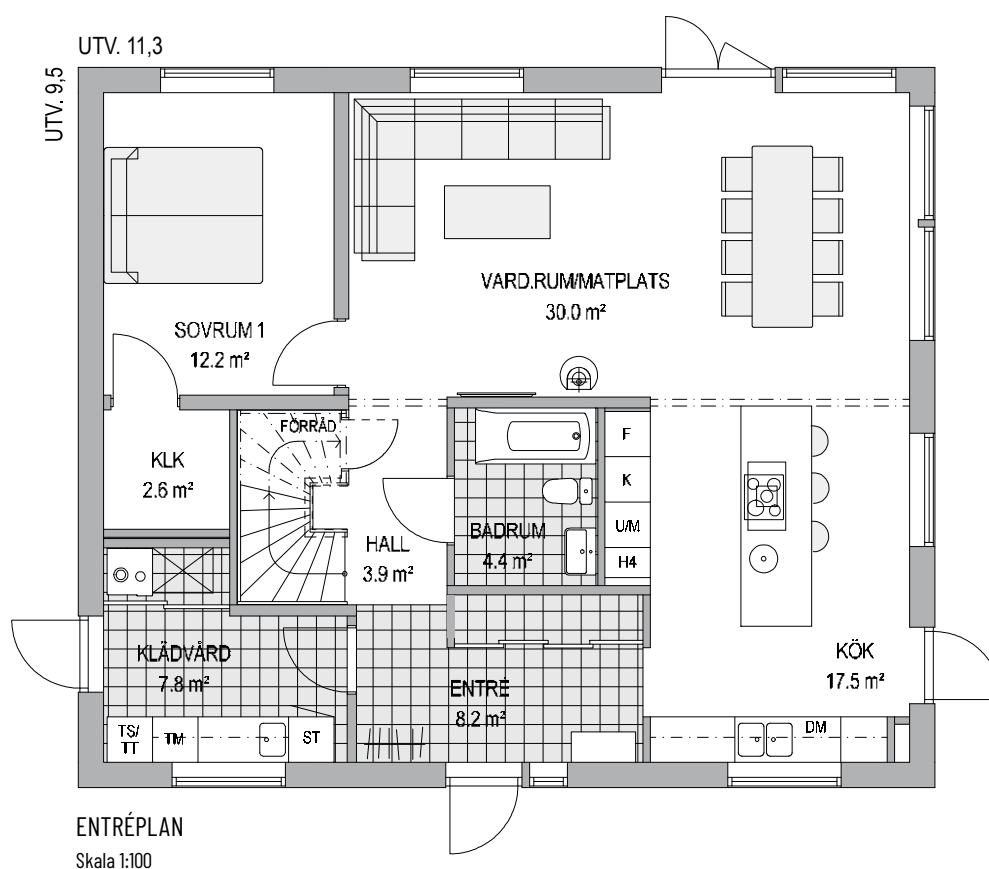 UTV. 11,3
UTV. 9,5
VARD.RUM/MATPLATS
30.0 m²
SOVRUM 1
12.2 m²
FÖRRÅD
F
KLK
2.6 m²
K
U/M
BADRUM
4.4 m²
HALL
3.9 m²
H4
KLÄDVÅRD
7.8 m²
KÖK
17.5 m²
ENTRÉ
8.2 m²
TS/
TT
TM
ST
DM
ENTRÉPLAN
Skala 1:100